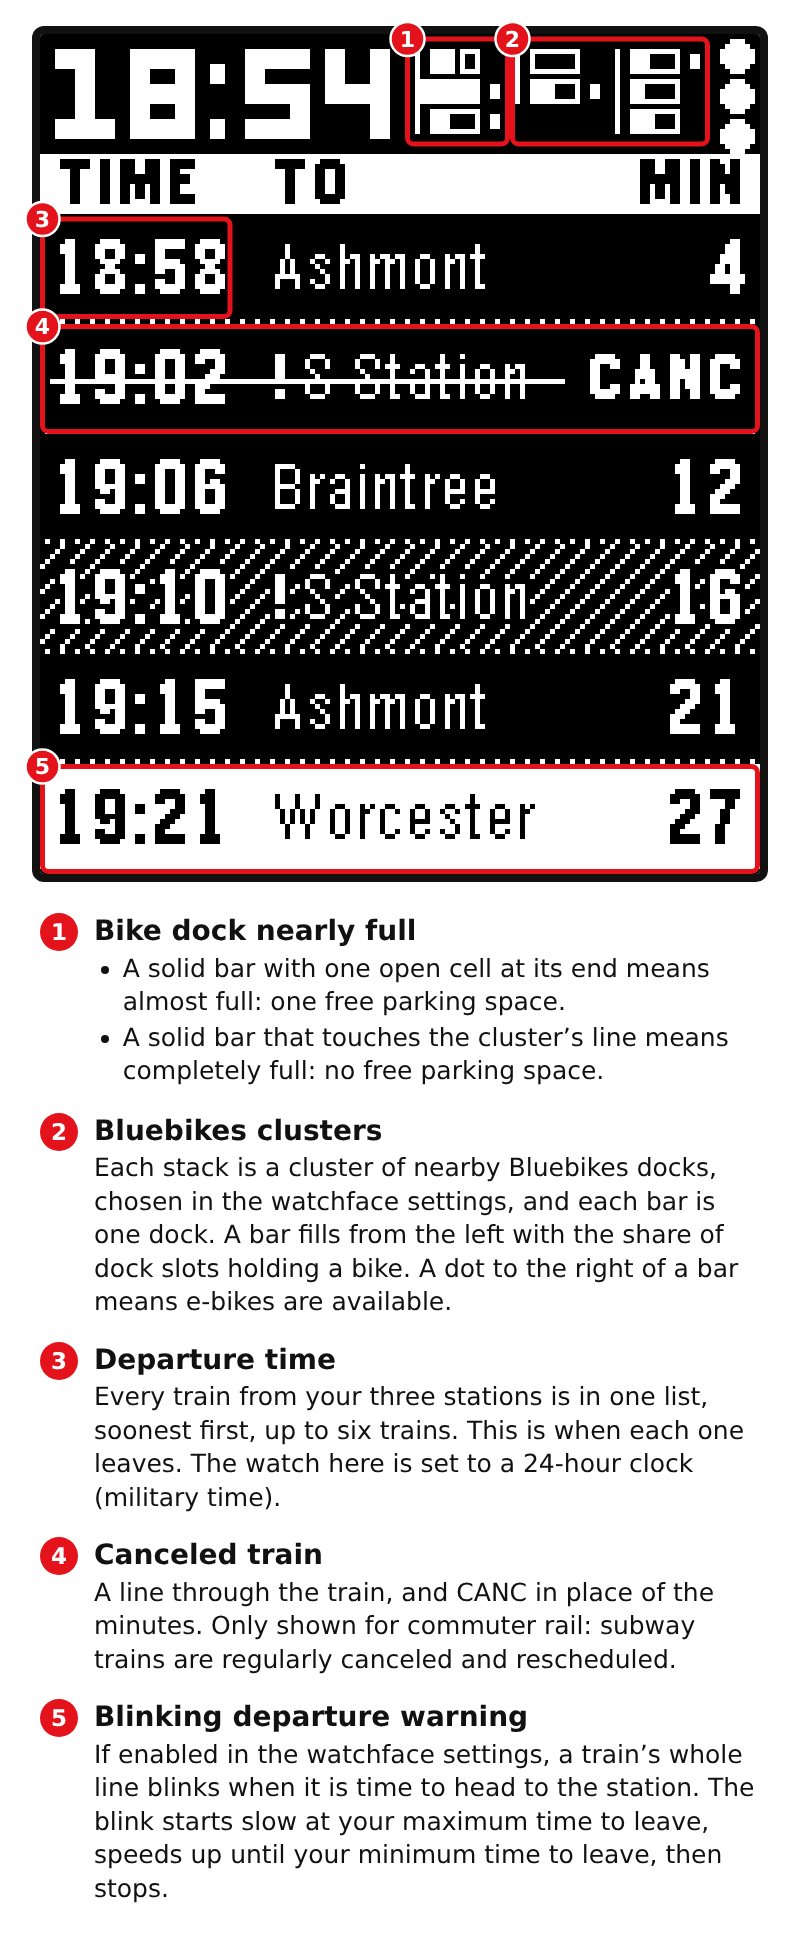 1 2
18:54
TIME TO MIN
3
18:58 Ashmont 4
4
19:02 ! S Station CANC
19:06 Braintree 12
19:10 ! S Station 16
19:15 Ashmont 21
5
19:21 Worcester 27
1 Bike dock nearly full
• A solid bar with one open cell at its end means
almost full: one free parking space.
• A solid bar that touches the cluster’s line means
completely full: no free parking space.
2 Bluebikes clusters
Each stack is a cluster of nearby Bluebikes docks,
chosen in the watchface settings, and each bar is
one dock. A bar fills from the left with the share of
dock slots holding a bike. A dot to the right of a bar
means e-bikes are available.
3 Departure time
Every train from your three stations is in one list,
soonest first, up to six trains. This is when each one
leaves. The watch here is set to a 24-hour clock
(military time).
4 Canceled train
A line through the train, and CANC in place of the
minutes. Only shown for commuter rail: subway
trains are regularly canceled and rescheduled.
5 Blinking departure warning
If enabled in the watchface settings, a train’s whole
line blinks when it is time to head to the station. The
blink starts slow at your maximum time to leave,
speeds up until your minimum time to leave, then
stops.